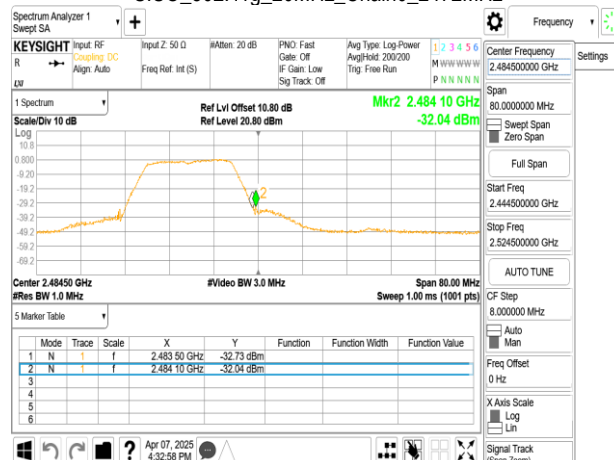 SISO_802.11g_20MHz_Chain0_2472MHz
Spectrum Analyzer 1
Swept SA
Frequency
Settings
KEYSIGHT
R
Input: RF
Coupling: DC
Align: Auto
Input Z: 50 Ω
Freq Ref: Int (S)
#Atten: 20 dB
PNO: Fast
Gate: Off
IF Gain: Low
Sig Track: Off
Avg Type: Log-Power
Avg|Hold: 200/200
Trig: Free Run
1 2 3 4 5 6
M W W W W W
P N N N N N
1 Spectrum
Scale/Div 10 dB
Log
Ref Lvl Offset 10.80 dB
Ref Level 20.80 dBm
Mkr2 2.484 10 GHz
-32.04 dBm
10.8
0.800
-9.20
-19.2
-29.2
-39.2
-49.2
-59.2
-69.2
2
Center 2.48450 GHz
#Res BW 1.0 MHz
#Video BW 3.0 MHz
Span 80.00 MHz
Sweep 1.00 ms (1001 pts)
5 Marker Table
Mode Trace Scale X Y Function Function Width Function Value
1 N 1 f 2.483 50 GHz -32.73 dBm
2 N 1 f 2.484 10 GHz -32.04 dBm
3
4
5
6
Center Frequency
2.484500000 GHz
Span
80.0000000 MHz
Swept Span
Zero Span
Full Span
Start Freq
2.444500000 GHz
Stop Freq
2.524500000 GHz
AUTO TUNE
CF Step
8.000000 MHz
Auto
Man
Freq Offset
0 Hz
X Axis Scale
Log
Lin
Signal Track
(Span Zoom)
?
Apr 07, 2025
4:32:58 PM